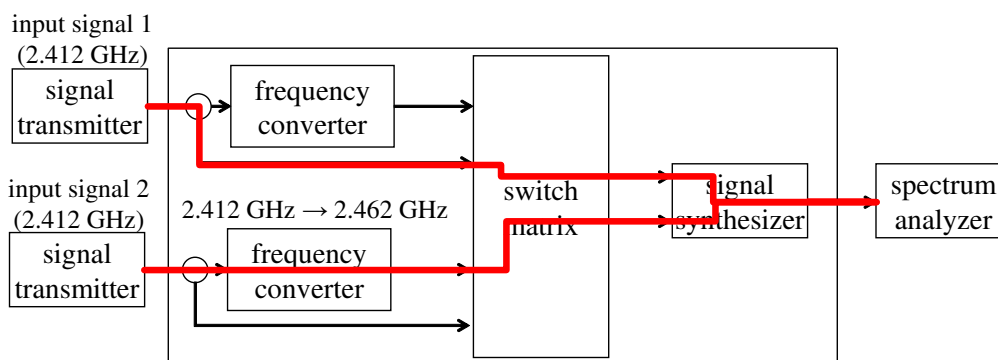 input signal 1
(2.412 GHz)
signal
transmitter
frequency
converter
input signal 2
(2.412 GHz)
2.412 GHz → 2.462 GHz
signal
transmitter
frequency
converter
switch
matrix
signal
synthesizer
spectrum
analyzer